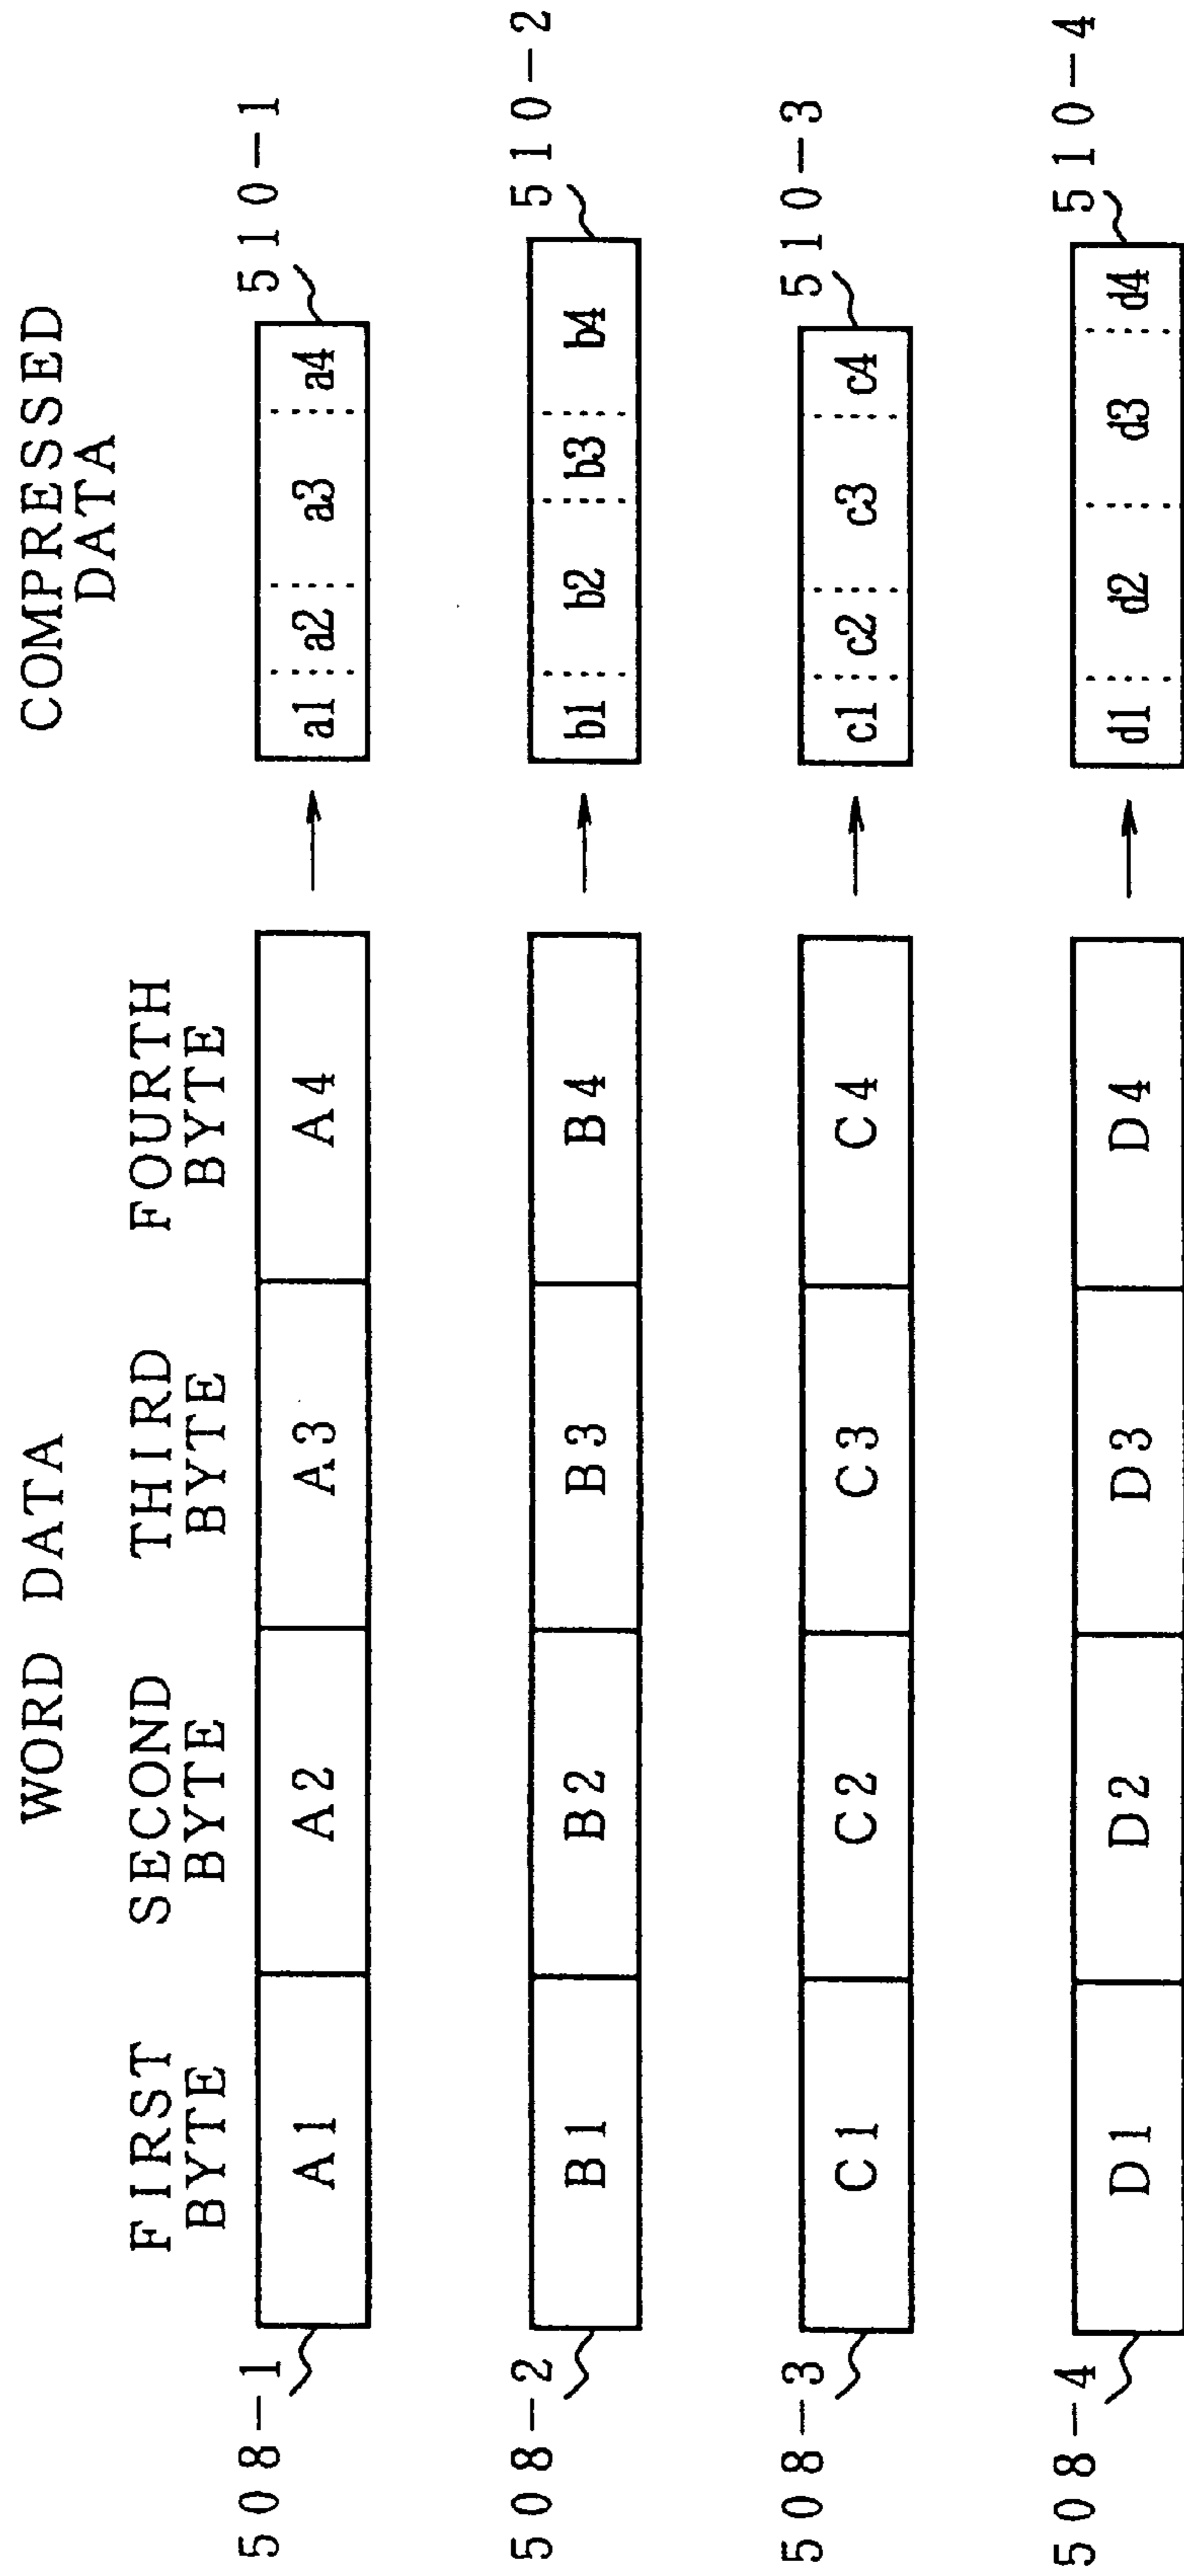 WORD DATA
COMPRESSED
DATA
FIRST
BYTE
SECOND
BYTE
THIRD
BYTE
FOURTH
BYTE
508-1
A1 A2 A3 A4
a1 a2 a3 a4
510-1
508-2
B1 B2 B3 B4
b1 b2 b3 b4
510-2
508-3
C1 C2 C3 C4
c1 c2 c3 c4
510-3
508-4
D1 D2 D3 D4
d1 d2 d3 d4
510-4